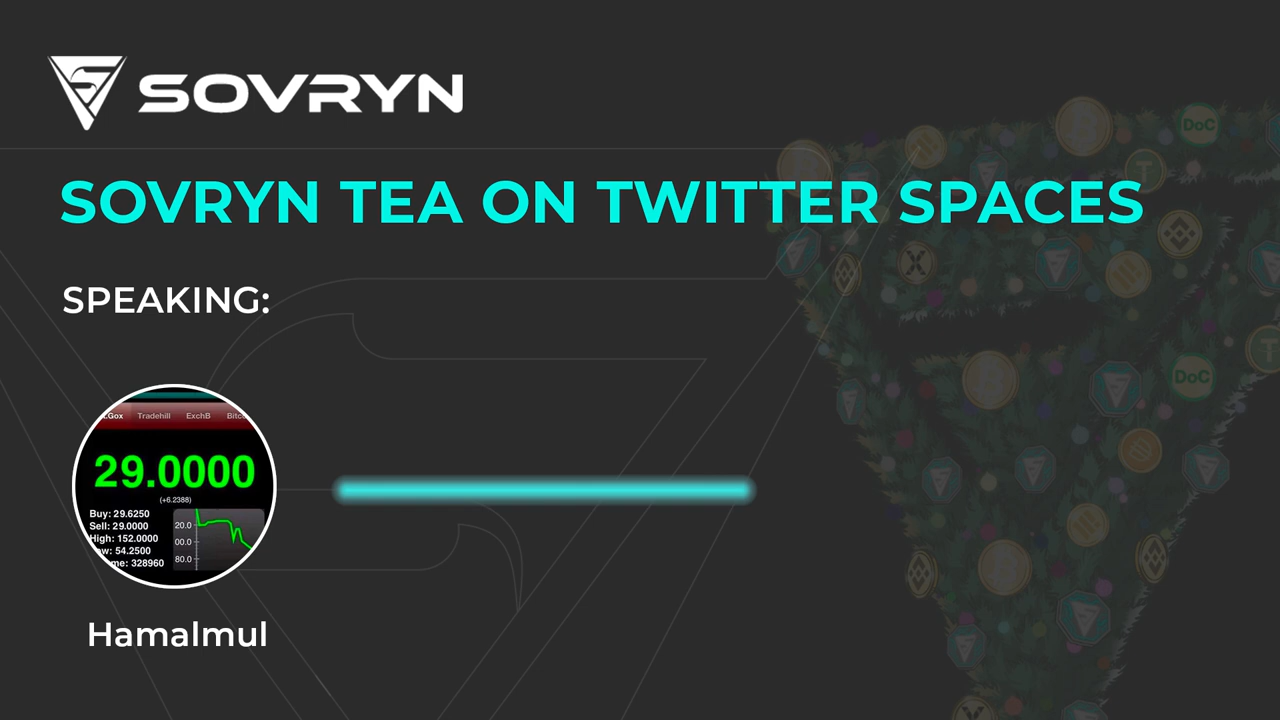 SOVRYN
SOVRYN TEA ON TWITTER SPACES
SPEAKING:
Tradehill ExchB
29.0000
(+6.2388)
Buy: 29.6250
Sell: 29.0000
High: 152.0000
54.2500
328960
20.0
00.0
80.0
Hamalmul
DoC
DoC